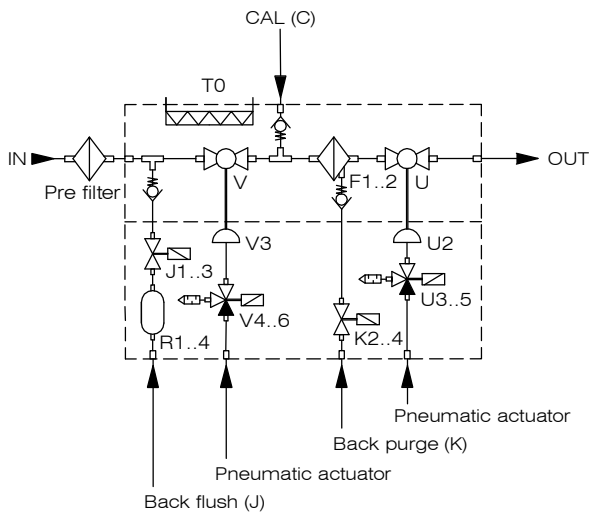 CAL (C)
T0
IN
OUT
Pre filter
V
F1..2
U
V3
U2
J1..3
U3..5
V4..6
K2..4
R1..4
Pneumatic actuator
Back purge (K)
Pneumatic actuator
Back flush (J)